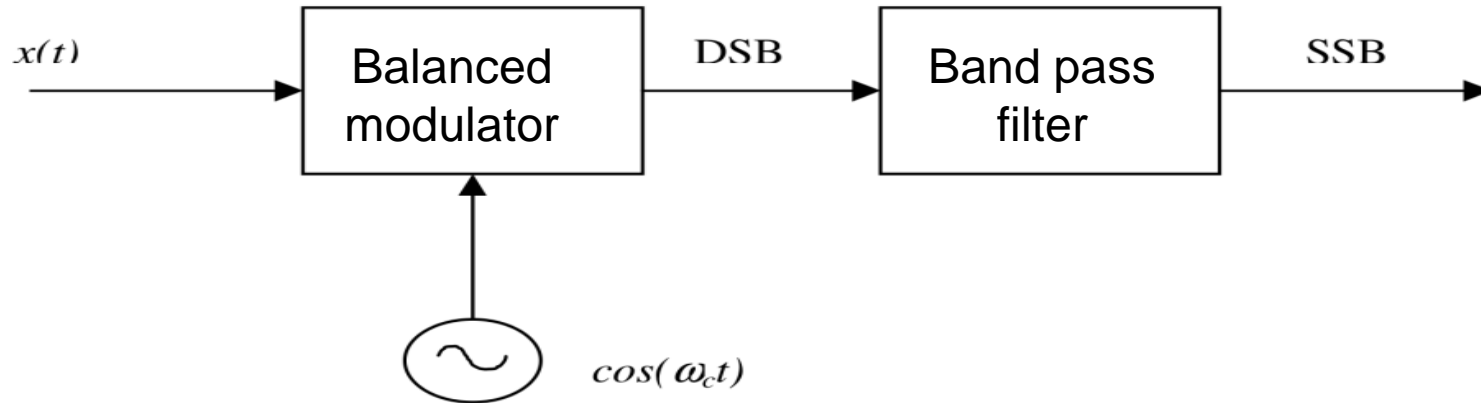 x(t)
Balanced
modulator
DSB
Band pass
filter
SSB
cos(ω_c t)